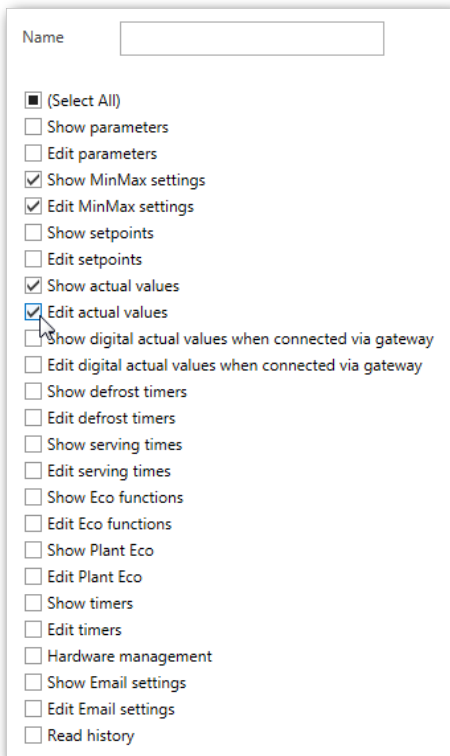 Name
(Select All)
Show parameters
Edit parameters
Show MinMax settings
Edit MinMax settings
Show setpoints
Edit setpoints
Show actual values
Edit actual values
Show digital actual values when connected via gateway
Edit digital actual values when connected via gateway
Show defrost timers
Edit defrost timers
Show serving times
Edit serving times
Show Eco functions
Edit Eco functions
Show Plant Eco
Edit Plant Eco
Show timers
Edit timers
Hardware management
Show Email settings
Edit Email settings
Read history